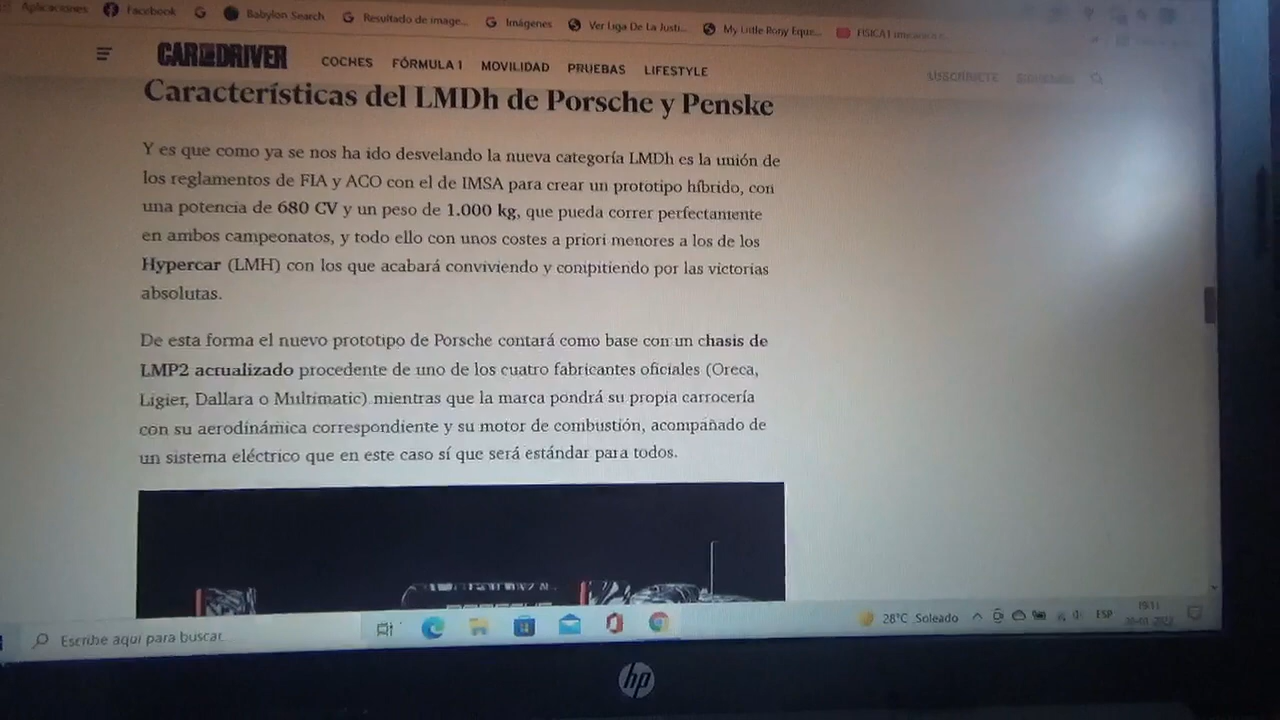 Aplicaciones Facebook G Babylon Search G Resultado de image... G Imágenes Ver Liga De La Justi... My Little Pony Eque...
CAR AND DRIVER COCHES FÓRMULA 1 MOVILIDAD PRUEBAS LIFESTYLE SUSCRÍBETE
Características del LMDh de Porsche y Penske
Y es que como ya se nos ha ido desvelando la nueva categoría LMDh es la unión de
los reglamentos de FIA y ACO con el de IMSA para crear un prototipo híbrido, con
una potencia de 680 CV y un peso de 1.000 kg, que pueda correr perfectamente
en ambos campeonatos, y todo ello con unos costes a priori menores a los de los
Hypercar (LMH) con los que acabará conviviendo y compitiendo por las victorias
absolutas.
De esta forma el nuevo prototipo de Porsche contará como base con un chasis de
LMP2 actualizado procedente de uno de los cuatro fabricantes oficiales (Oreca,
Ligier, Dallara o Multimatic) mientras que la marca pondrá su propia carrocería
con su aerodinámica correspondiente y su motor de combustión, acompañado de
un sistema eléctrico que en este caso sí que será estándar para todos.
Escribe aquí para buscar 28°C Soleado ESP 19:11
hp